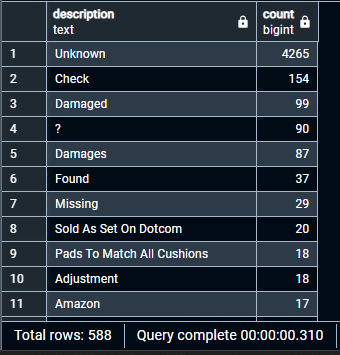 description count
text bigint
1 Unknown 4265
2 Check 154
3 Damaged 99
4 ? 90
5 Damages 87
6 Found 37
7 Missing 29
8 Sold As Set On Dotcom 20
9 Pads To Match All Cushions 18
10 Adjustment 18
11 Amazon 17
Total rows: 588 Query complete 00:00:00.310